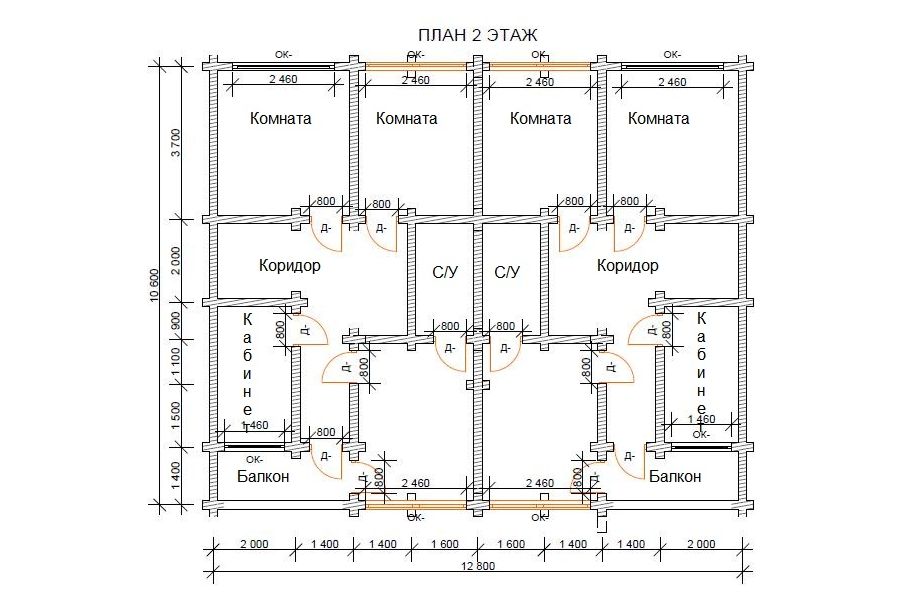 ПЛАН 2 ЭТАЖ
ОК- ОК- ОК- ОК-
2 460 2 460 2 460 2 460
Комната Комната Комната Комната
3 700
800 800 800 800
Д- Д- Д- Д-
2 000
Коридор С/У С/У Коридор
10 600
900
Кабинет 800 Д- 800 800 Д- 800 Кабинет
Д- Д-
1 100
Д- 800 800 Д-
1 500
1 460 1 460
800
ОК- Д- Д- ОК-
1 400
Балкон Д- 800 800 Д- Балкон
2 460 2 460
ОК- ОК-
2 000 1 400 1 400 1 600 1 600 1 400 1 400 2 000
12 800